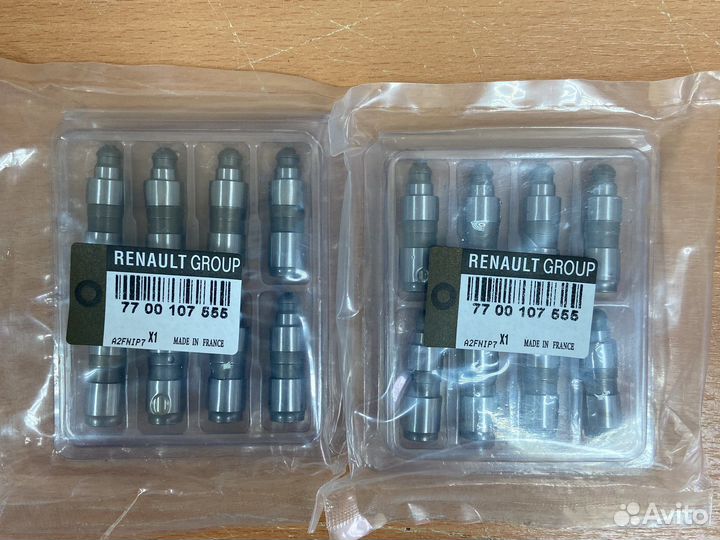 RENAULT GROUP
77 00 107 555
A2FNIP7 X1 MADE IN FRANCE
RENAULT GROUP
77 00 107 555
A2FNIP7 X1 MADE IN FRANCE
Avito